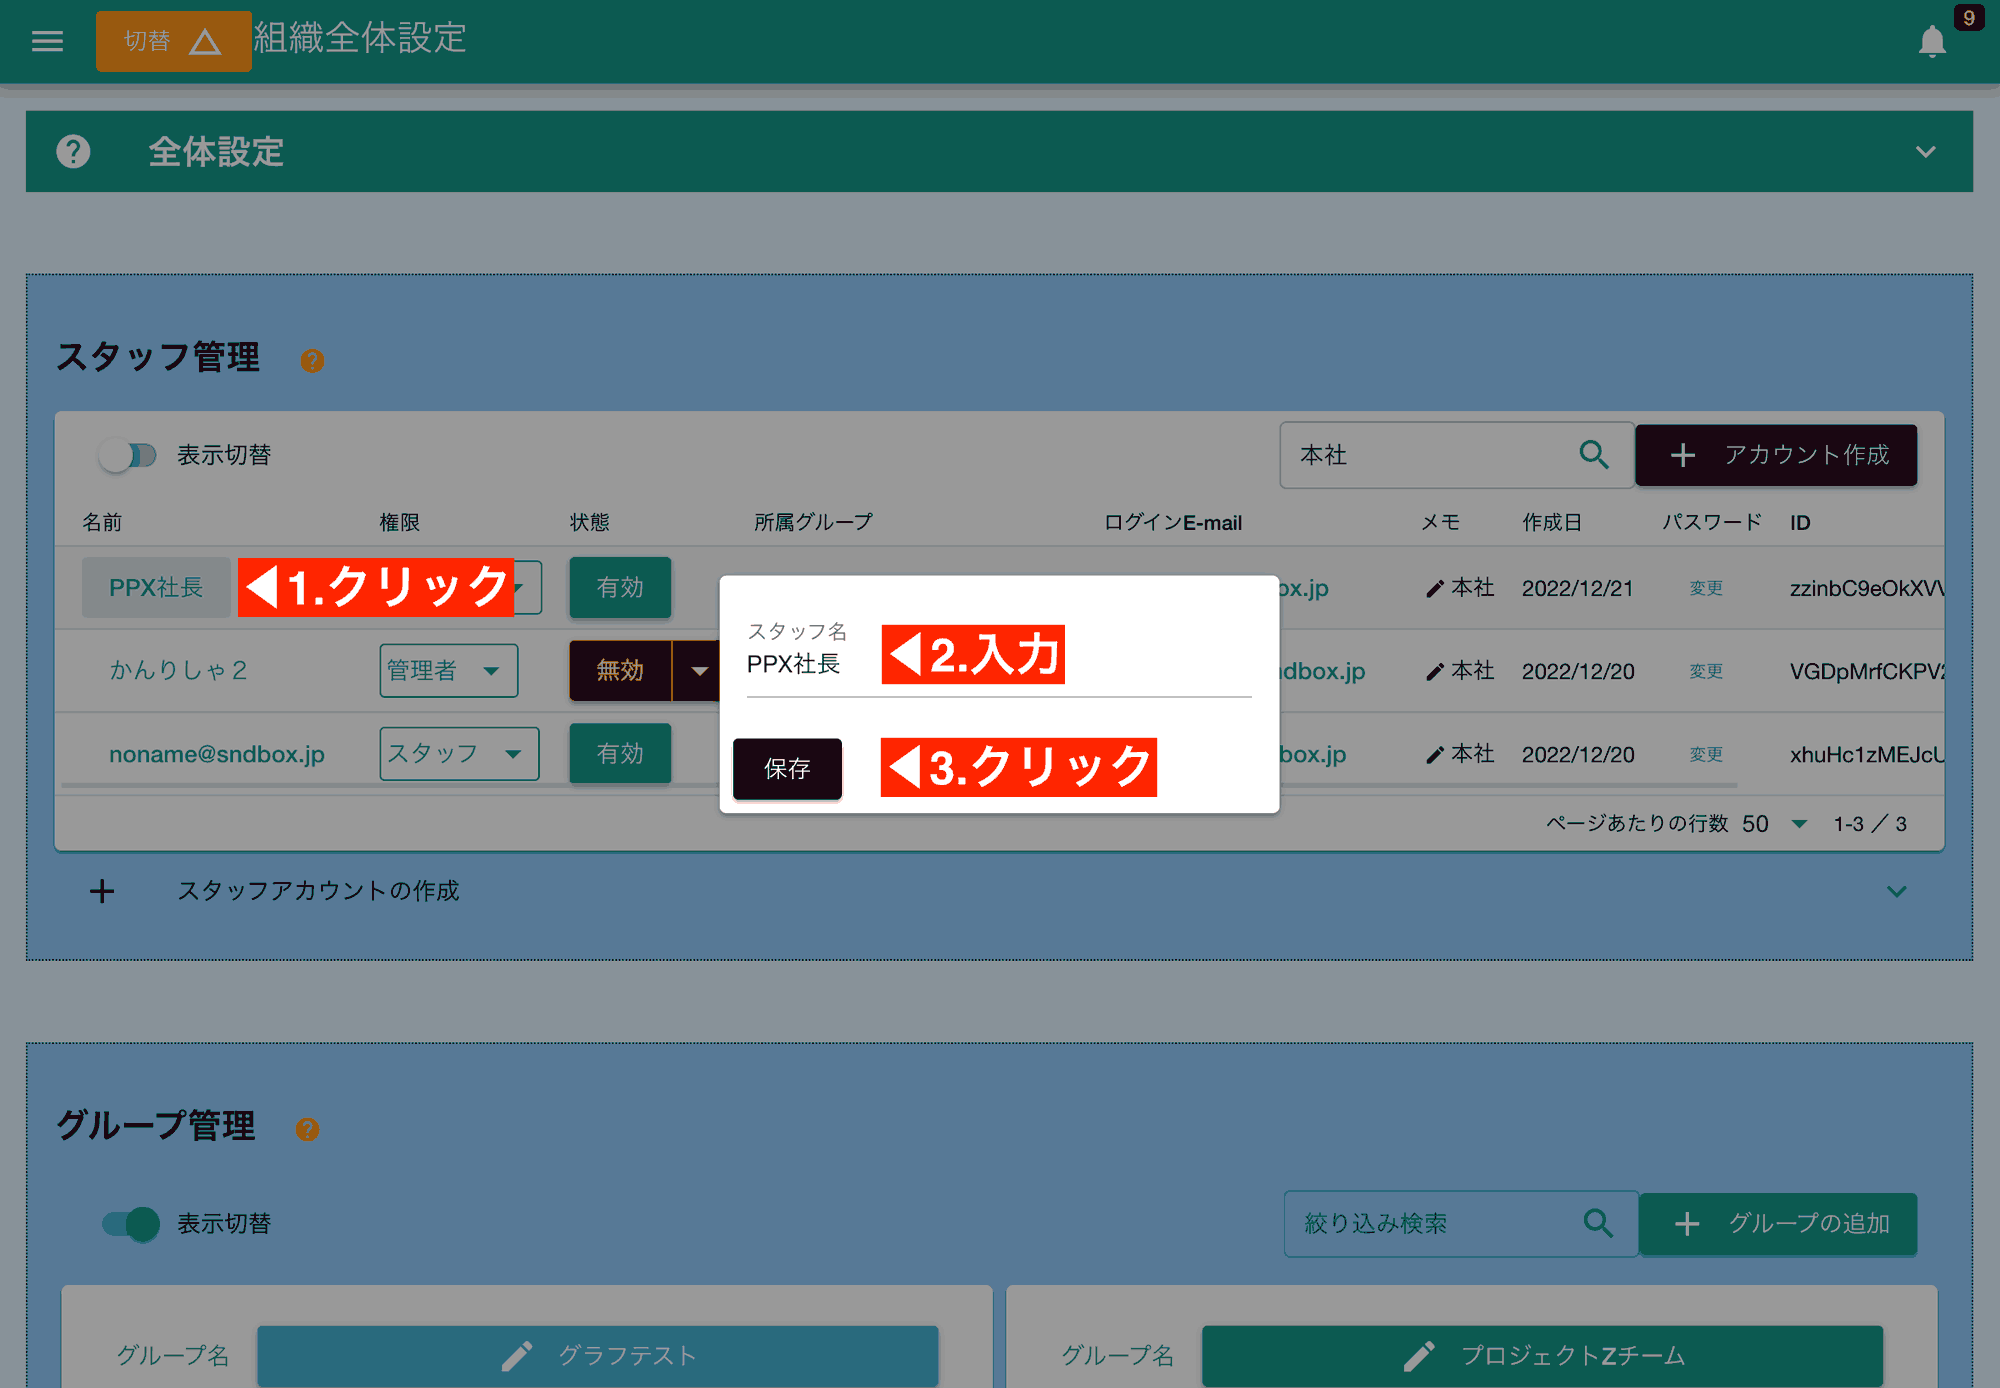 切替 組織全体設定 9
全体設定
スタッフ管理
表示切替 本社 アカウント作成
名前 権限 状態 所属グループ ログインE-mail メモ 作成日 パスワード ID
PPX社長 ◀1.クリック 有効 ox.jp 本社 2022/12/21 変更 zzinbC9eOkXV
スタッフ名
PPX社長 ◀2.入力
かんりしゃ２ 管理者 無効 ndbox.jp 本社 2022/12/20 変更 VGDpMrfCKPV2
noname@sndbox.jp スタッフ 有効 box.jp 本社 2022/12/20 変更 xhuHc1zMEJcU
保存 ◀3.クリック
ページあたりの行数 50 1-3 ／ 3
スタッフアカウントの作成
グループ管理
表示切替 絞り込み検索 グループの追加
グループ名 グラフテスト グループ名 プロジェクトZチーム